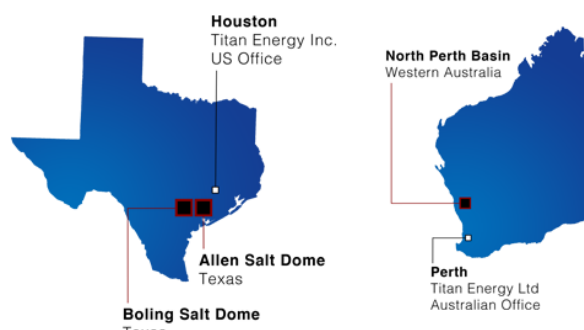 Houston
Titan Energy Inc.
US Office
Allen Salt Dome
Texas
Boling Salt Dome
Texas
North Perth Basin
Western Australia
Perth
Titan Energy Ltd
Australian Office